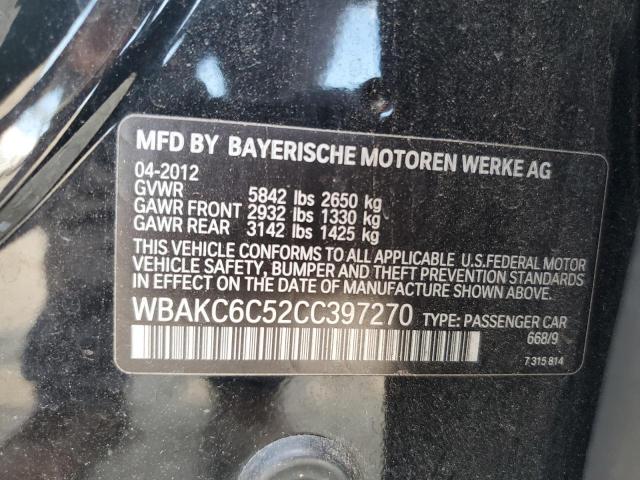 MFD BY BAYERISCHE MOTOREN WERKE AG
04-2012
GVWR 5842 lbs 2650 kg
GAWR FRONT 2932 lbs 1330 kg
GAWR REAR 3142 lbs 1425 kg
THIS VEHICLE CONFORMS TO ALL APPLICABLE U.S.FEDERAL MOTOR
VEHICLE SAFETY, BUMPER AND THEFT PREVENTION STANDARDS
IN EFFECT ON THE DATE OF MANUFACTURE SHOWN ABOVE.
WBAKC6C52CC397270 TYPE: PASSENGER CAR
668/9
7 315 814